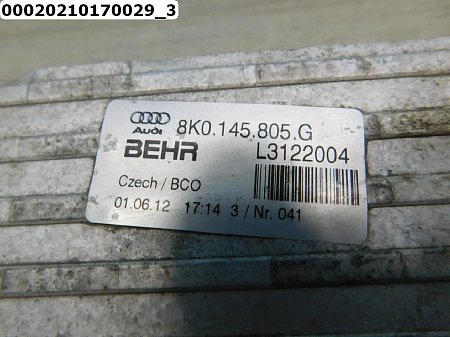 00020210170029_3
Audi 8K0.145.805.G
BEHR L3122004
Czech / BCO
01.06.12 17:14 3 / Nr. 041